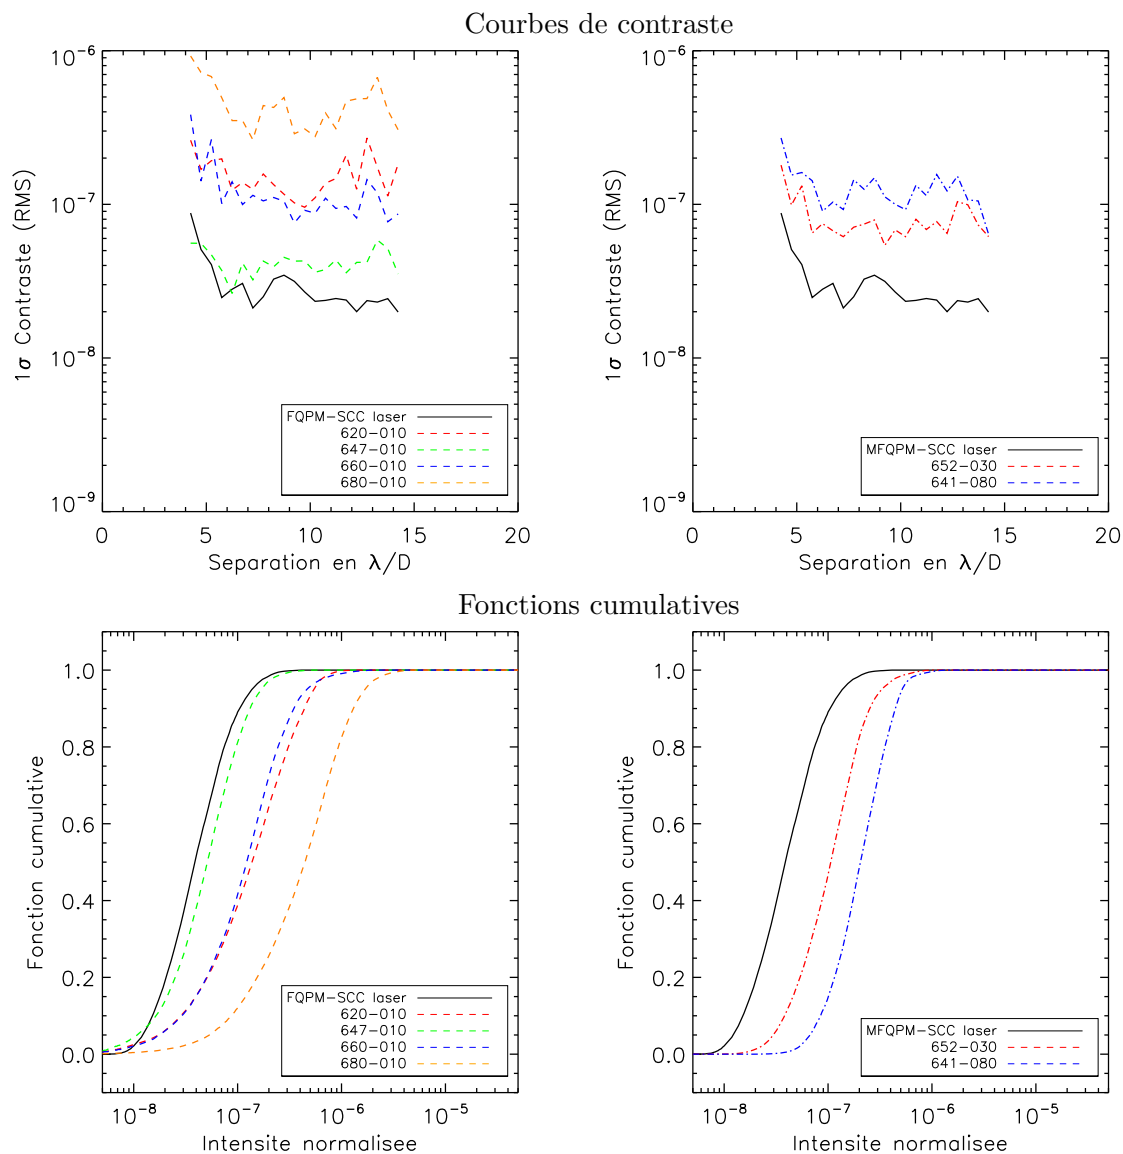 Courbes de contraste
10⁻⁶
10⁻⁷
10⁻⁸
10⁻⁹
1σ Contraste (RMS)
FQPM-SCC laser
620-010
647-010
660-010
680-010
0 5 10 15 20
Separation en λ/D
10⁻⁶
10⁻⁷
10⁻⁸
10⁻⁹
1σ Contraste (RMS)
MFQPM-SCC laser
652-030
641-080
0 5 10 15 20
Separation en λ/D
Fonctions cumulatives
1.0
0.8
0.6
0.4
0.2
0.0
Fonction cumulative
FQPM-SCC laser
620-010
647-010
660-010
680-010
10⁻⁸ 10⁻⁷ 10⁻⁶ 10⁻⁵
Intensite normalisee
1.0
0.8
0.6
0.4
0.2
0.0
Fonction cumulative
MFQPM-SCC laser
652-030
641-080
10⁻⁸ 10⁻⁷ 10⁻⁶ 10⁻⁵
Intensite normalisee